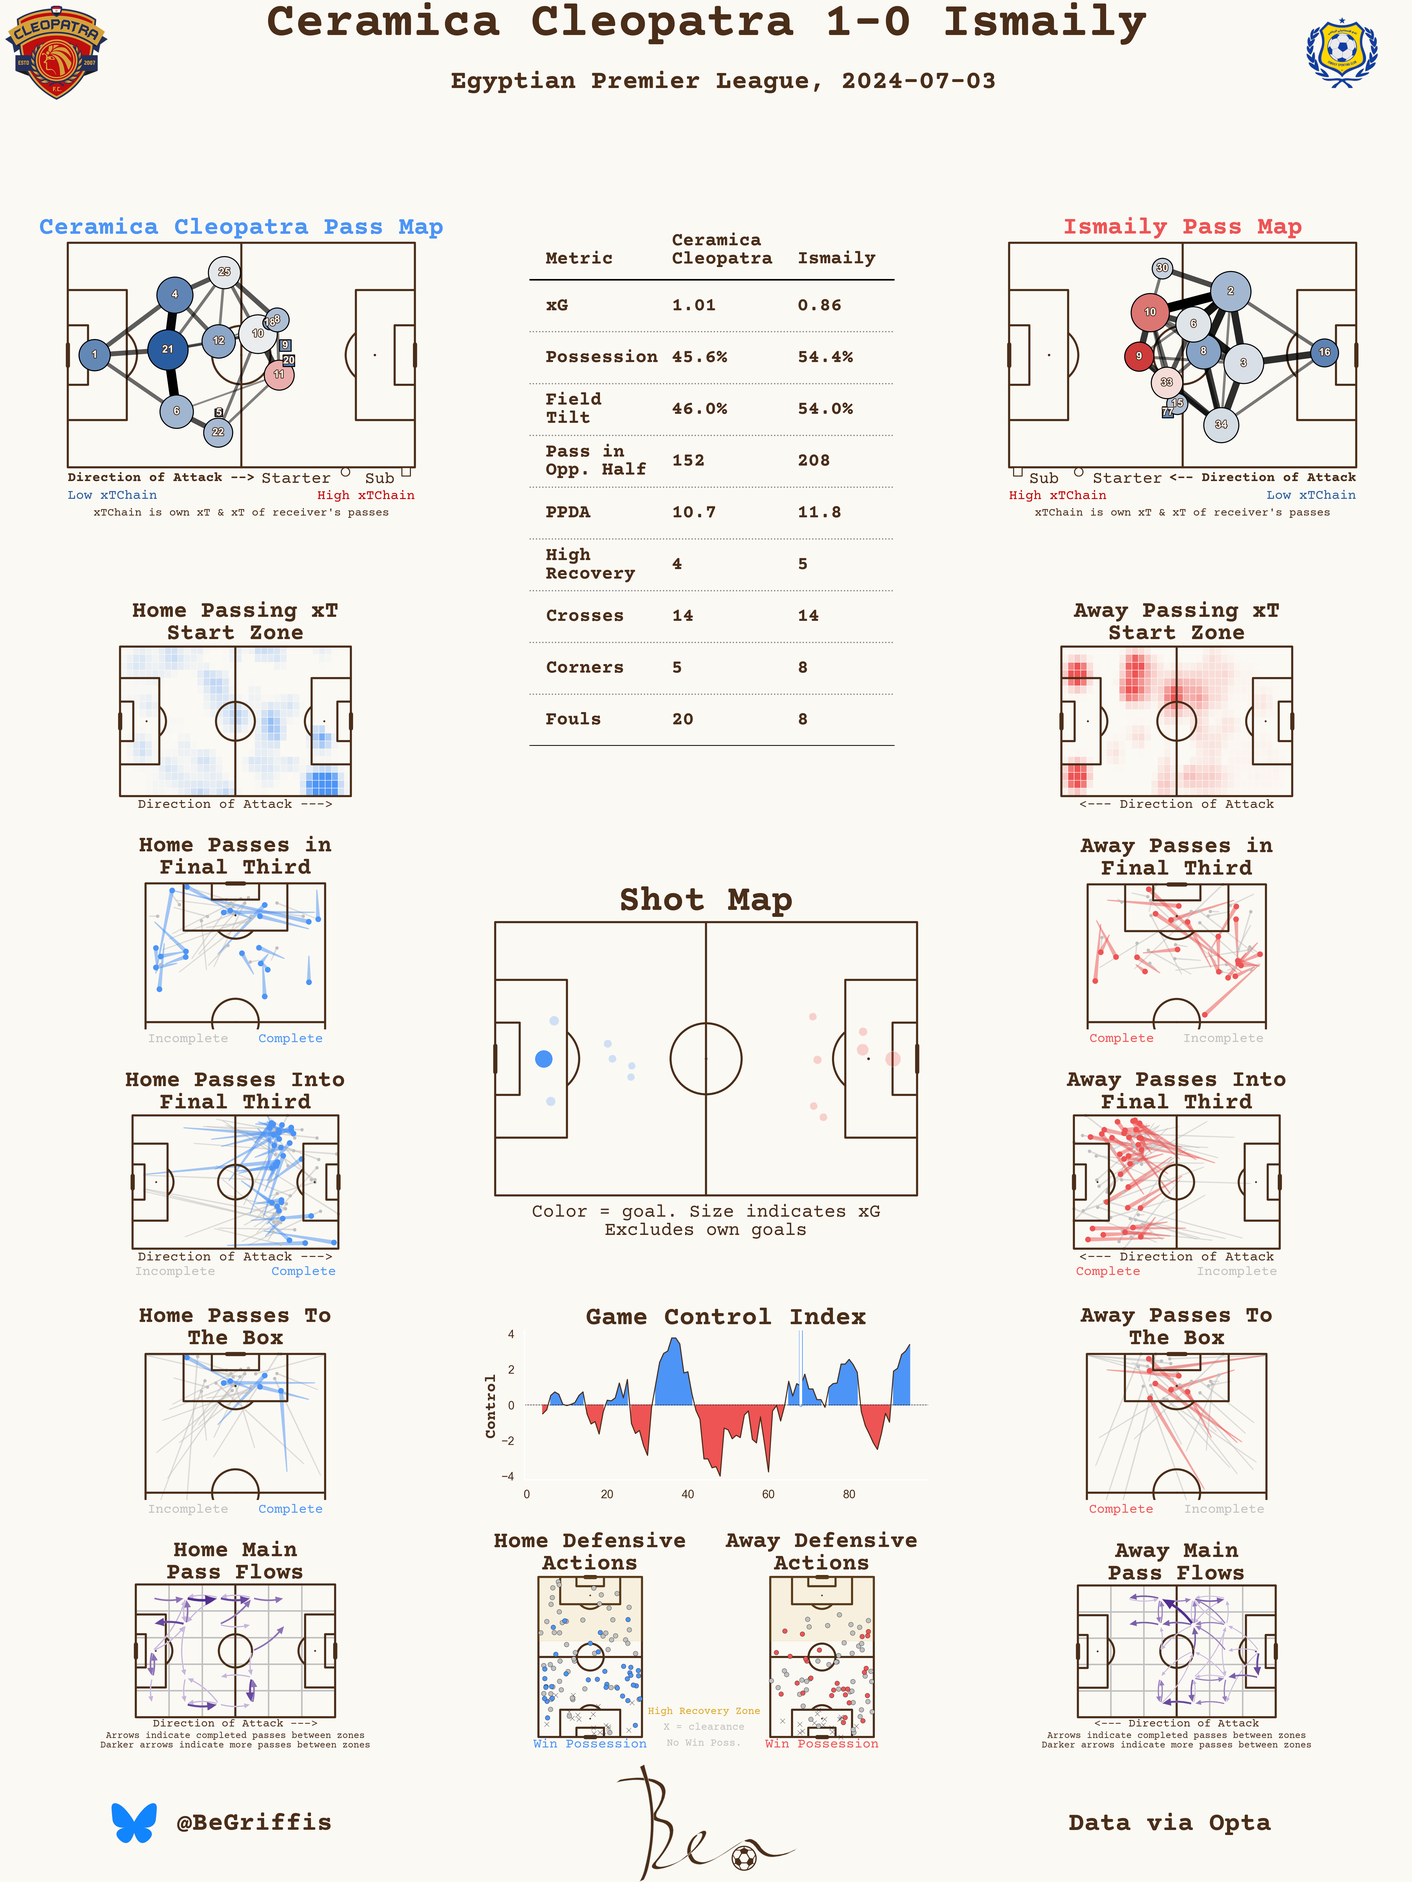 Ceramica Cleopatra 1-0 Ismaily
Egyptian Premier League, 2024-07-03
CLEOPATRA
ESTD 2007
F.C.
Ceramica Cleopatra Pass Map
25
4
8
18
10
12
21
1
9
20
11
6
5
22
Direction of Attack --> Starter Sub
Low xTChain High xTChain
xTChain is own xT & xT of receiver's passes
Metric Ceramica Cleopatra Ismaily
xG 1.01 0.86
Possession 45.6% 54.4%
Field Tilt 46.0% 54.0%
Pass in Opp. Half 152 208
PPDA 10.7 11.8
High Recovery 4 5
Crosses 14 14
Corners 5 8
Fouls 20 8
Ismaily Pass Map
30
2
10
6
8
9
3
16
33
15
77
34
Sub Starter <-- Direction of Attack
High xTChain Low xTChain
xTChain is own xT & xT of receiver's passes
Home Passing xT
Start Zone
Direction of Attack --->
Away Passing xT
Start Zone
<--- Direction of Attack
Home Passes in
Final Third
Incomplete Complete
Away Passes in
Final Third
Complete Incomplete
Shot Map
Color = goal. Size indicates xG
Excludes own goals
Home Passes Into
Final Third
Direction of Attack --->
Incomplete Complete
Away Passes Into
Final Third
<--- Direction of Attack
Complete Incomplete
Home Passes To
The Box
Incomplete Complete
Game Control Index
Control
4
2
0
−2
−4
0 20 40 60 80
Away Passes To
The Box
Complete Incomplete
Home Main
Pass Flows
Direction of Attack --->
Arrows indicate completed passes between zones
Darker arrows indicate more passes between zones
Home Defensive
Actions
Win Possession
High Recovery Zone
X = clearance
No Win Poss.
Away Defensive
Actions
Win Possession
Away Main
Pass Flows
<--- Direction of Attack
Arrows indicate completed passes between zones
Darker arrows indicate more passes between zones
@BeGriffis
Ben
Data via Opta